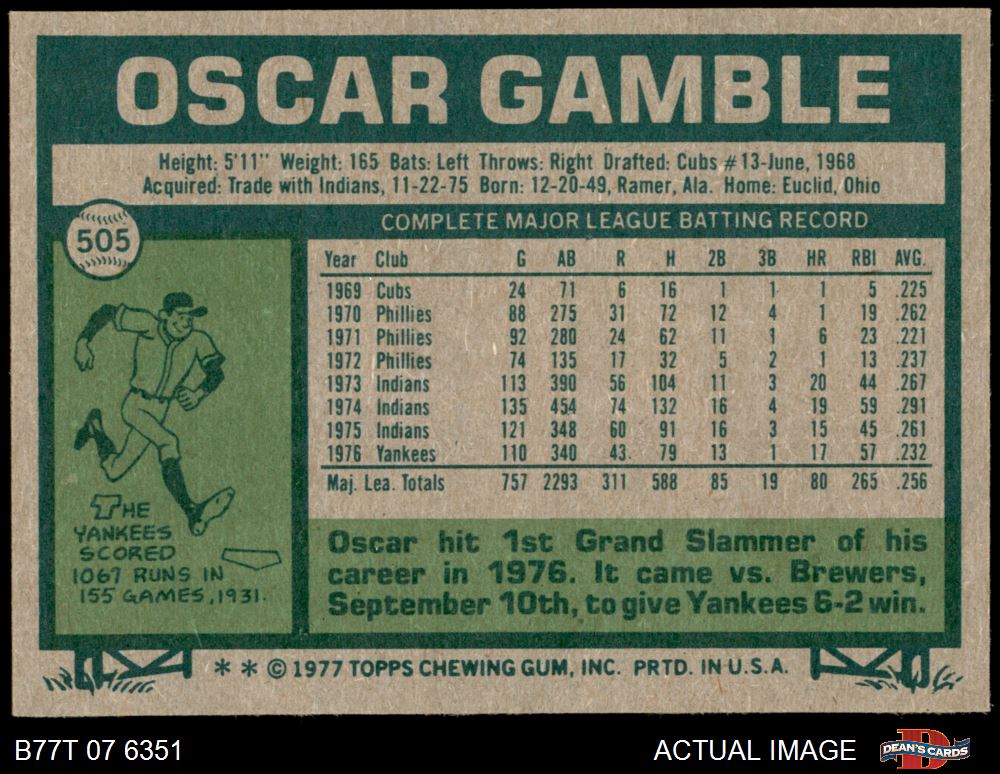 OSCAR GAMBLE
Height: 5'11" Weight: 165 Bats: Left Throws: Right Drafted: Cubs #13-June, 1968
Acquired: Trade with Indians, 11-22-75 Born: 12-20-49, Ramer, Ala. Home: Euclid, Ohio
505
COMPLETE MAJOR LEAGUE BATTING RECORD
Year Club G AB R H 2B 3B HR RBI AVG.
1969 Cubs 24 71 6 16 1 1 1 5 .225
1970 Phillies 88 275 31 72 12 4 1 19 .262
1971 Phillies 92 280 24 62 11 1 6 23 .221
1972 Phillies 74 135 17 32 5 2 1 13 .237
1973 Indians 113 390 56 104 11 3 20 44 .267
1974 Indians 135 454 74 132 16 4 19 59 .291
1975 Indians 121 348 60 91 16 3 15 45 .261
1976 Yankees 110 340 43 79 13 1 17 57 .232
Maj. Lea. Totals 757 2293 311 588 85 19 80 265 .256
THE
YANKEES
SCORED
1067 RUNS IN
155 GAMES, 1931.
Oscar hit 1st Grand Slammer of his
career in 1976. It came vs. Brewers,
September 10th, to give Yankees 6-2 win.
* * © 1977 TOPPS CHEWING GUM, INC. PRTD. IN U.S.A.
B77T 07 6351
ACTUAL IMAGE
DEAN'S CARDS